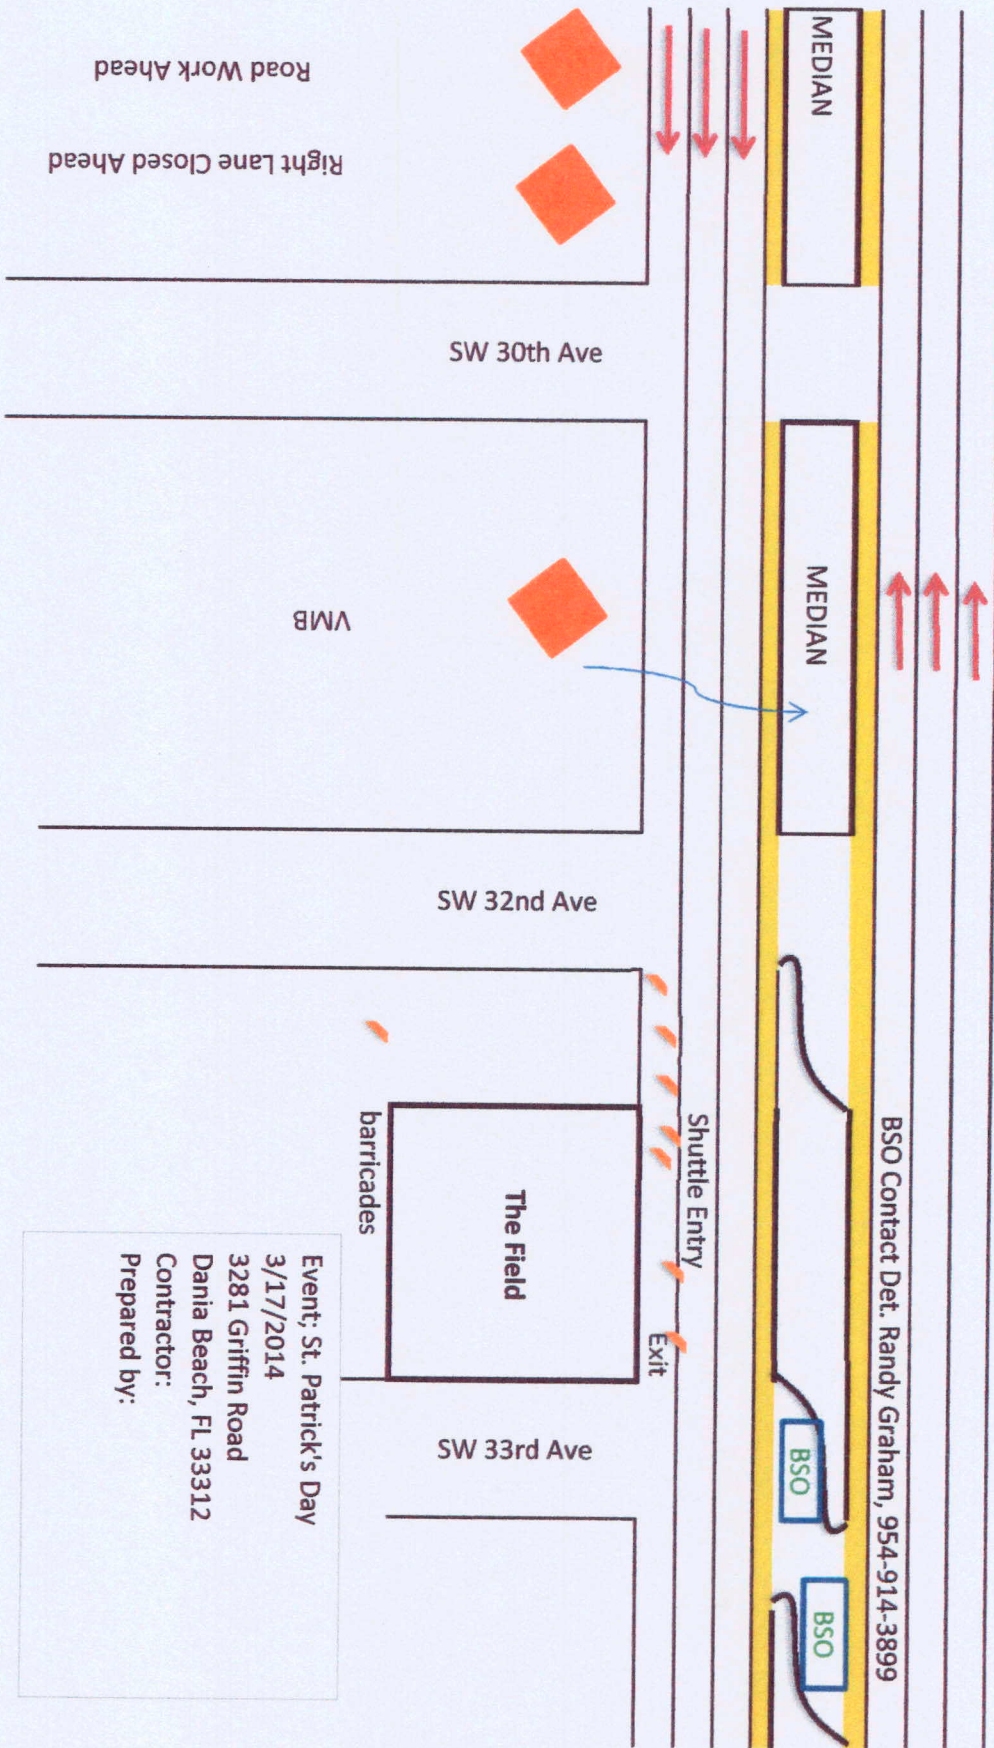 Road Work Ahead
Right Lane Closed Ahead
MEDIAN
SW 30th Ave
VMB
MEDIAN
SW 32nd Ave
BSO Contact Det. Randy Graham, 954-914-3899
Shuttle Entry
Exit
The Field
barricades
SW 33rd Ave
BSO
BSO
Event; St. Patrick's Day
3/17/2014
3281 Griffin Road
Dania Beach, FL 33312
Contractor:
Prepared by: